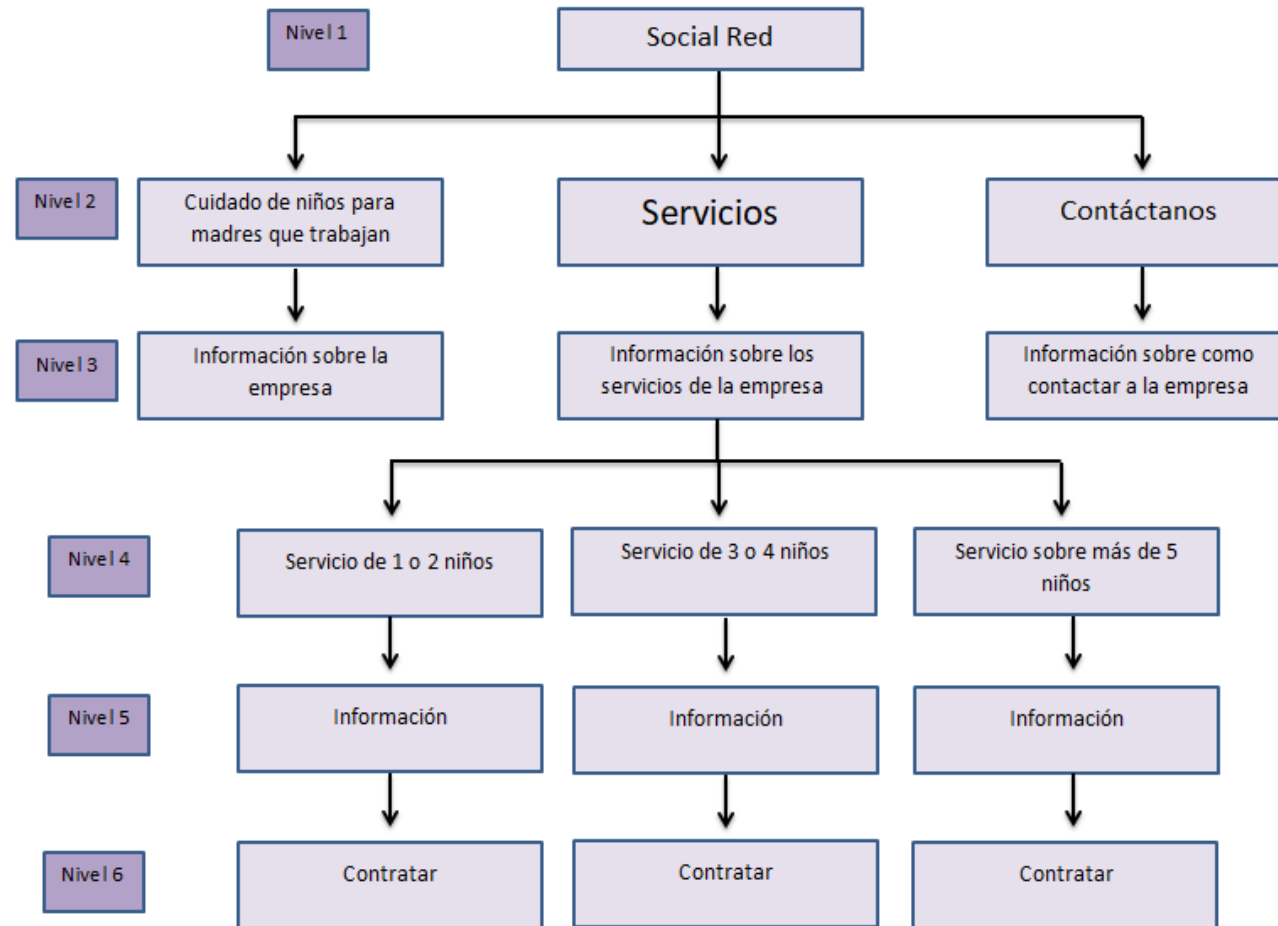 Nivel 1
Social Red
Nivel 2
Cuidado de niños para
madres que trabajan
Servicios
Contáctanos
Nivel 3
Información sobre la
empresa
Información sobre los
servicios de la empresa
Información sobre como
contactar a la empresa
Nivel 4
Servicio de 1 o 2 niños
Servicio de 3 o 4 niños
Servicio sobre más de 5
niños
Nivel 5
Información
Información
Información
Nivel 6
Contratar
Contratar
Contratar